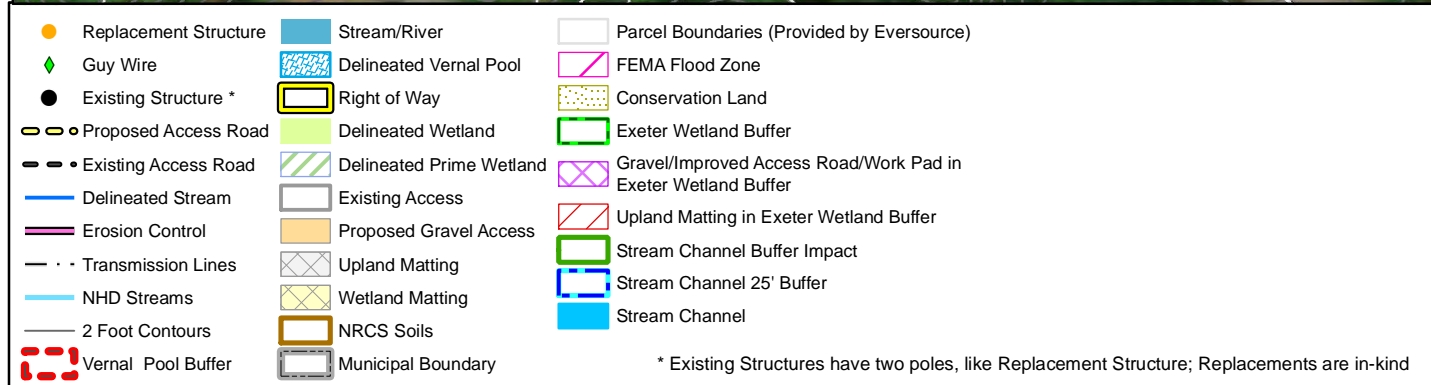 Replacement Structure
Guy Wire
Existing Structure *
Proposed Access Road
Existing Access Road
Delineated Stream
Erosion Control
Transmission Lines
NHD Streams
2 Foot Contours
Vernal Pool Buffer
Stream/River
Delineated Vernal Pool
Right of Way
Delineated Wetland
Delineated Prime Wetland
Existing Access
Proposed Gravel Access
Upland Matting
Wetland Matting
NRCS Soils
Municipal Boundary
Parcel Boundaries (Provided by Eversource)
FEMA Flood Zone
Conservation Land
Exeter Wetland Buffer
Gravel/Improved Access Road/Work Pad in
Exeter Wetland Buffer
Upland Matting in Exeter Wetland Buffer
Stream Channel Buffer Impact
Stream Channel 25' Buffer
Stream Channel
* Existing Structures have two poles, like Replacement Structure; Replacements are in-kind